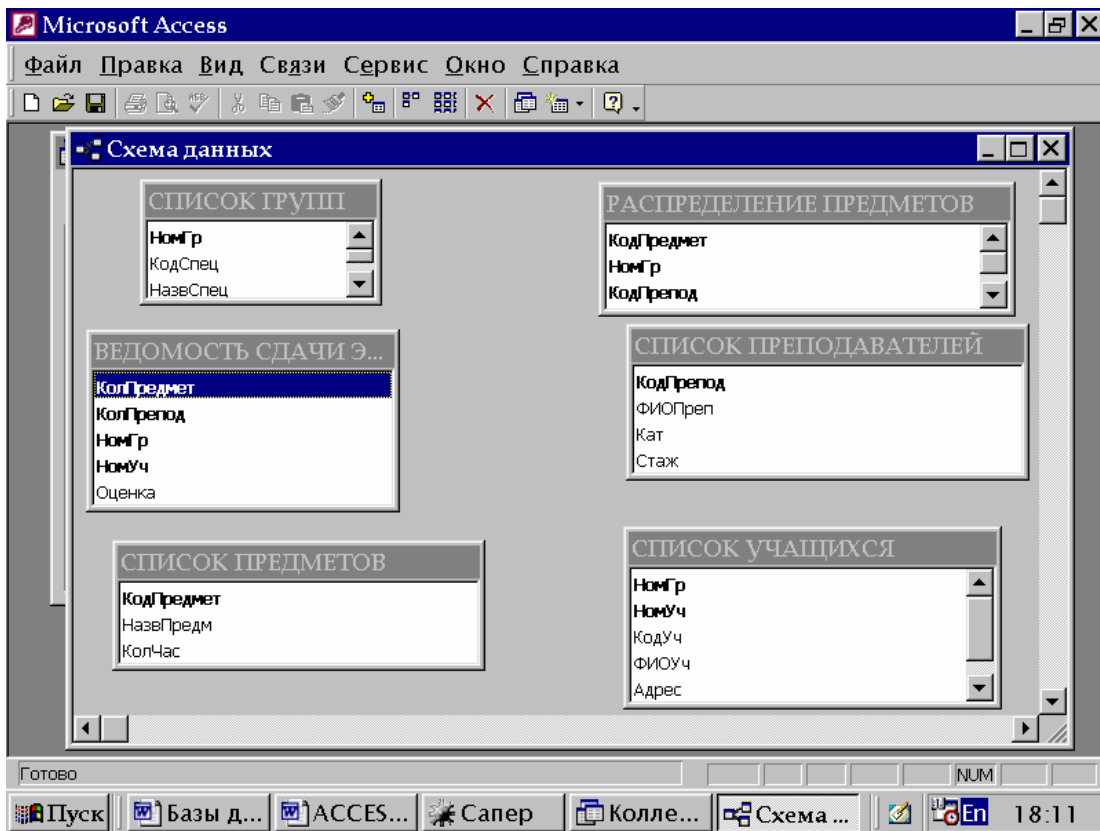 Microsoft Access
Файл Правка Вид Связи Сервис Окно Справка
Схема данных
СПИСОК ГРУПП
НомГр
КодСпец
НазвСпец
РАСПРЕДЕЛЕНИЕ ПРЕДМЕТОВ
КодПредмет
НомГр
КодПрепод
ВЕДОМОСТЬ СДАЧИ Э...
КолПредмет
КолПрепод
НомГр
НомУч
Оценка
СПИСОК ПРЕПОДАВАТЕЛЕЙ
КодПрепод
ФИОПреп
Кат
Стаж
СПИСОК ПРЕДМЕТОВ
КодПредмет
НазвПредм
КолЧас
СПИСОК УЧАЩИХСЯ
НомГр
НомУч
КодУч
ФИОУч
Адрес
Готово
NUM
Пуск Базы д... ACCES... Сапер Колле... Схема ... En 18:11